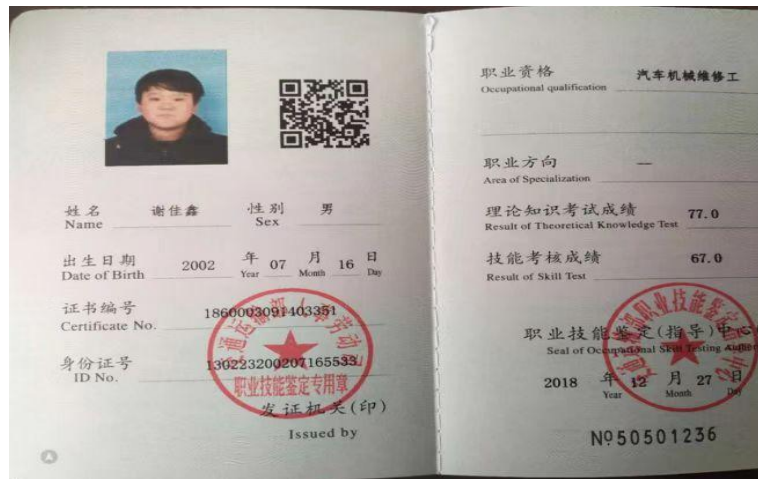 姓名 谢佳鑫 性别 男
Name Sex
出生日期 2002 年 07 月 16 日
Date of Birth Year Month Day
证书编号 1860003091403351
Certificate No.
身份证号 130223200207165533
ID No.
职业技能鉴定专用章
发证机关(印)
Issued by
职业资格 汽车机械维修工
Occupational qualification
职业方向 —
Area of Specialization
理论知识考试成绩 77.0
Result of Theoretical Knowledge Test
技能考核成绩 67.0
Result of Skill Test
职业技能鉴定(指导)中心
Seal of Occupational Skill Testing
2018 年 12 月 27 日
Year Month Day
Nº50501236